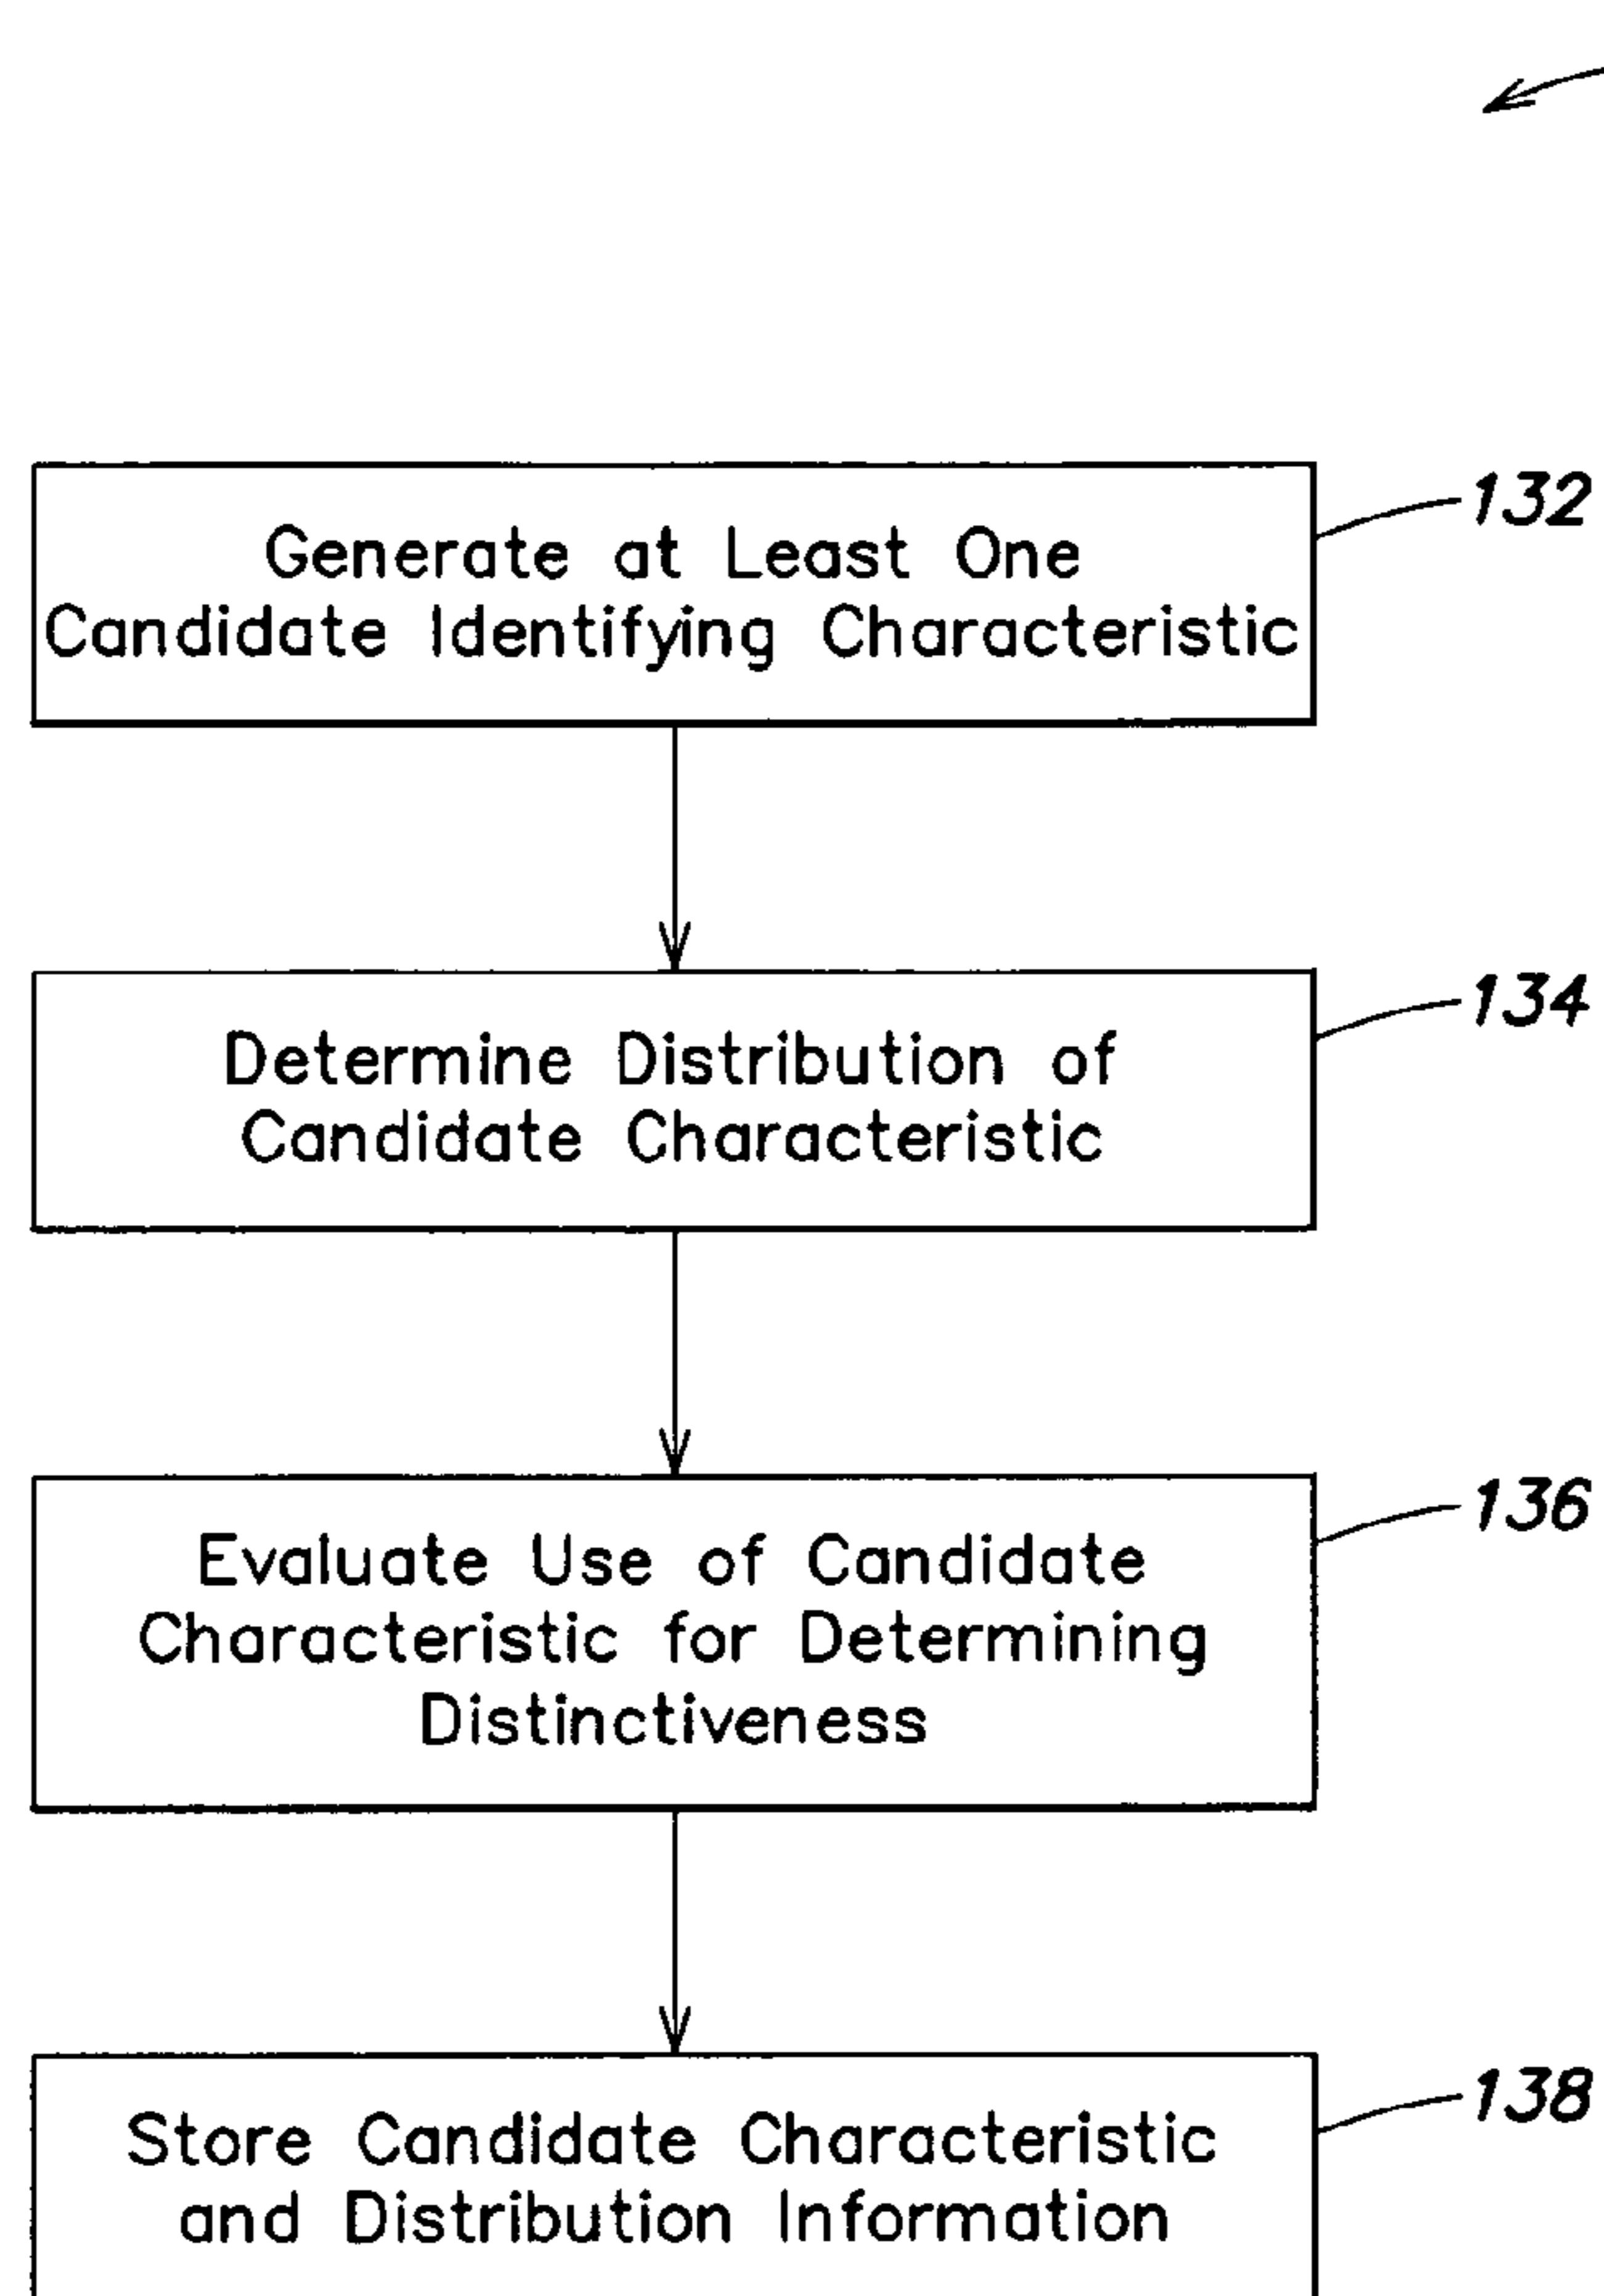 132
Generate at Least One
Candidate Identifying Characteristic
134
Determine Distribution of
Candidate Characteristic
136
Evaluate Use of Candidate
Characteristic for Determining
Distinctiveness
138
Store Candidate Characteristic
and Distribution Information